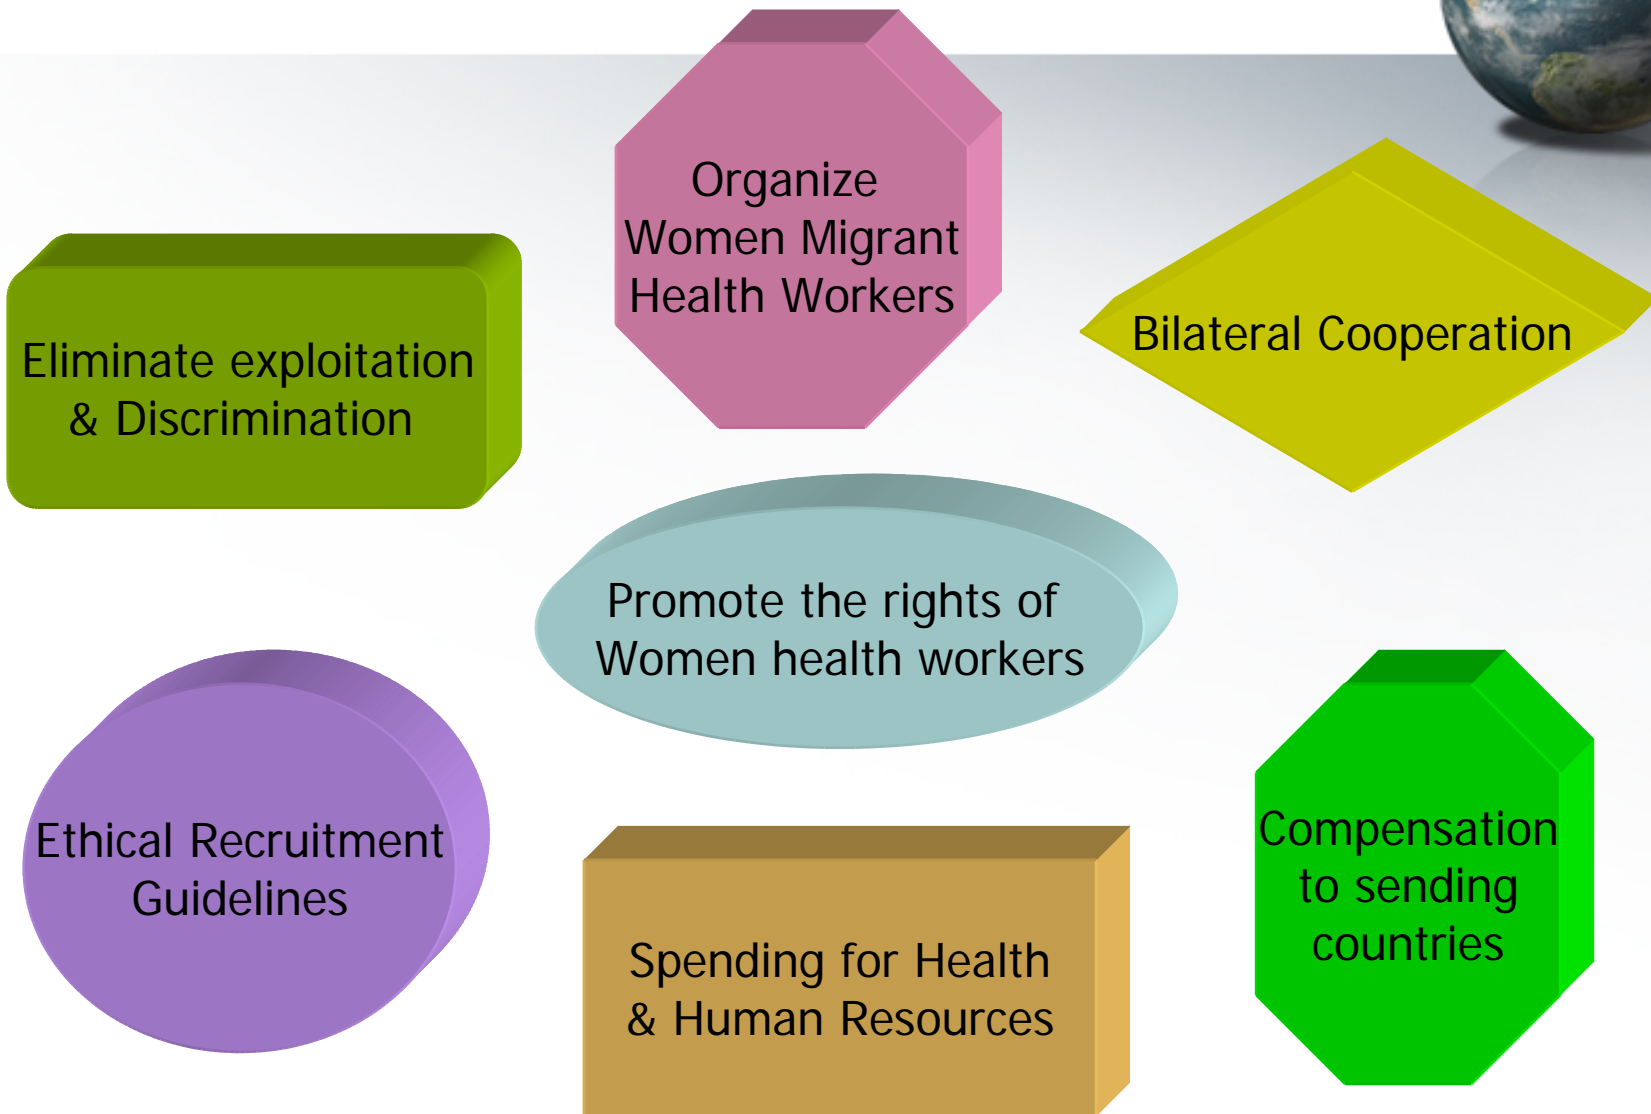 Organize
Women Migrant
Health Workers
Eliminate exploitation
& Discrimination
Bilateral Cooperation
Promote the rights of
Women health workers
Ethical Recruitment
Guidelines
Spending for Health
& Human Resources
Compensation
to sending
countries